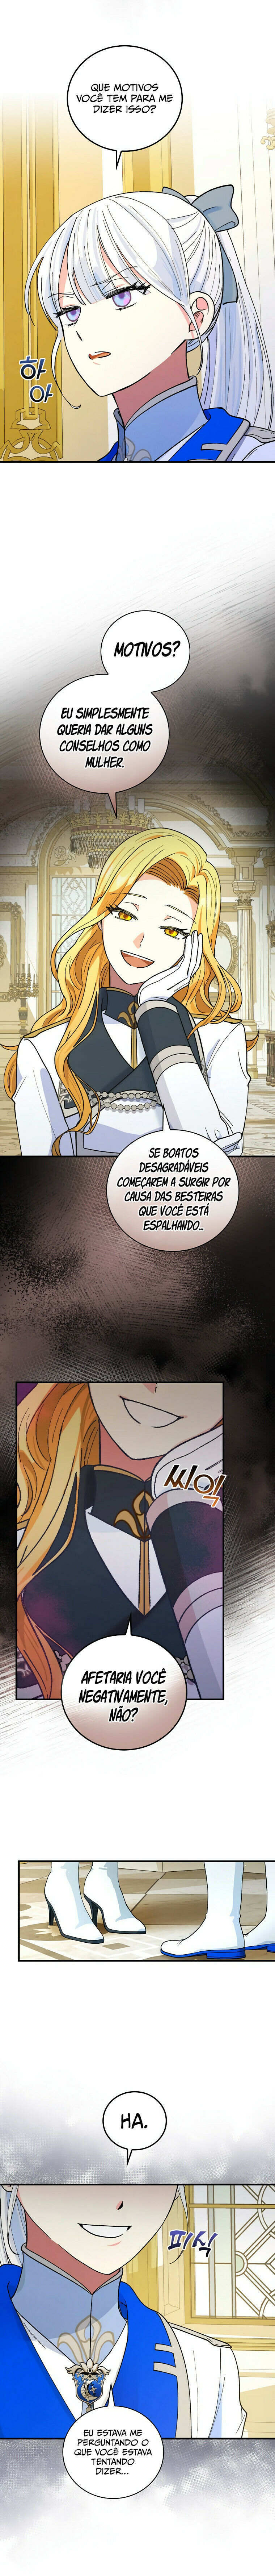 QUE MOTIVOS
VOCÊ TEM PARA ME
DIZER ISSO?
하
아
MOTIVOS?
EU SIMPLESMENTE
QUERIA DAR ALGUNS
CONSELHOS COMO
MULHER.
SE BOATOS
DESAGRADÁVEIS
COMEÇAREM A SURGIR POR
CAUSA DAS BESTEIRAS
QUE VOCÊ ESTÁ
ESPALHANDO...
씨익
AFETARIA VOCÊ
NEGATIVAMENTE,
NÃO?
HA.
피식
EU ESTAVA ME
PERGUNTANDO O
QUE VOCÊ ESTAVA
TENTANDO
DIZER...